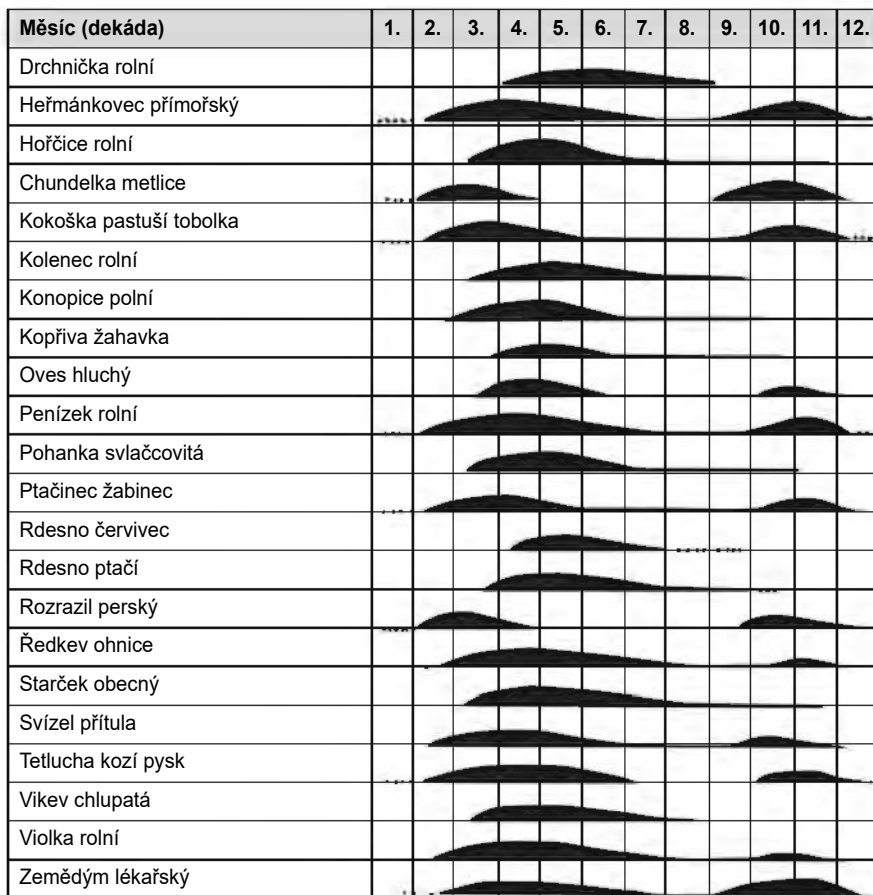 Měsíc (dekáda) 1. 2. 3. 4. 5. 6. 7. 8. 9. 10. 11. 12.
Drchnička rolní
Heřmánkovec přímořský
Hořčice rolní
Chundelka metlice
Kokoška pastuší tobolka
Kolenec rolní
Konopice polní
Kopřiva žahavka
Oves hluchý
Penízek rolní
Pohanka svlačcovitá
Ptačinec žabinec
Rdesno červivec
Rdesno ptačí
Rozrazil perský
Ředkev ohnice
Starček obecný
Svízel přítula
Tetlucha kozí pysk
Vikev chlupatá
Violka rolní
Zemědým lékařský